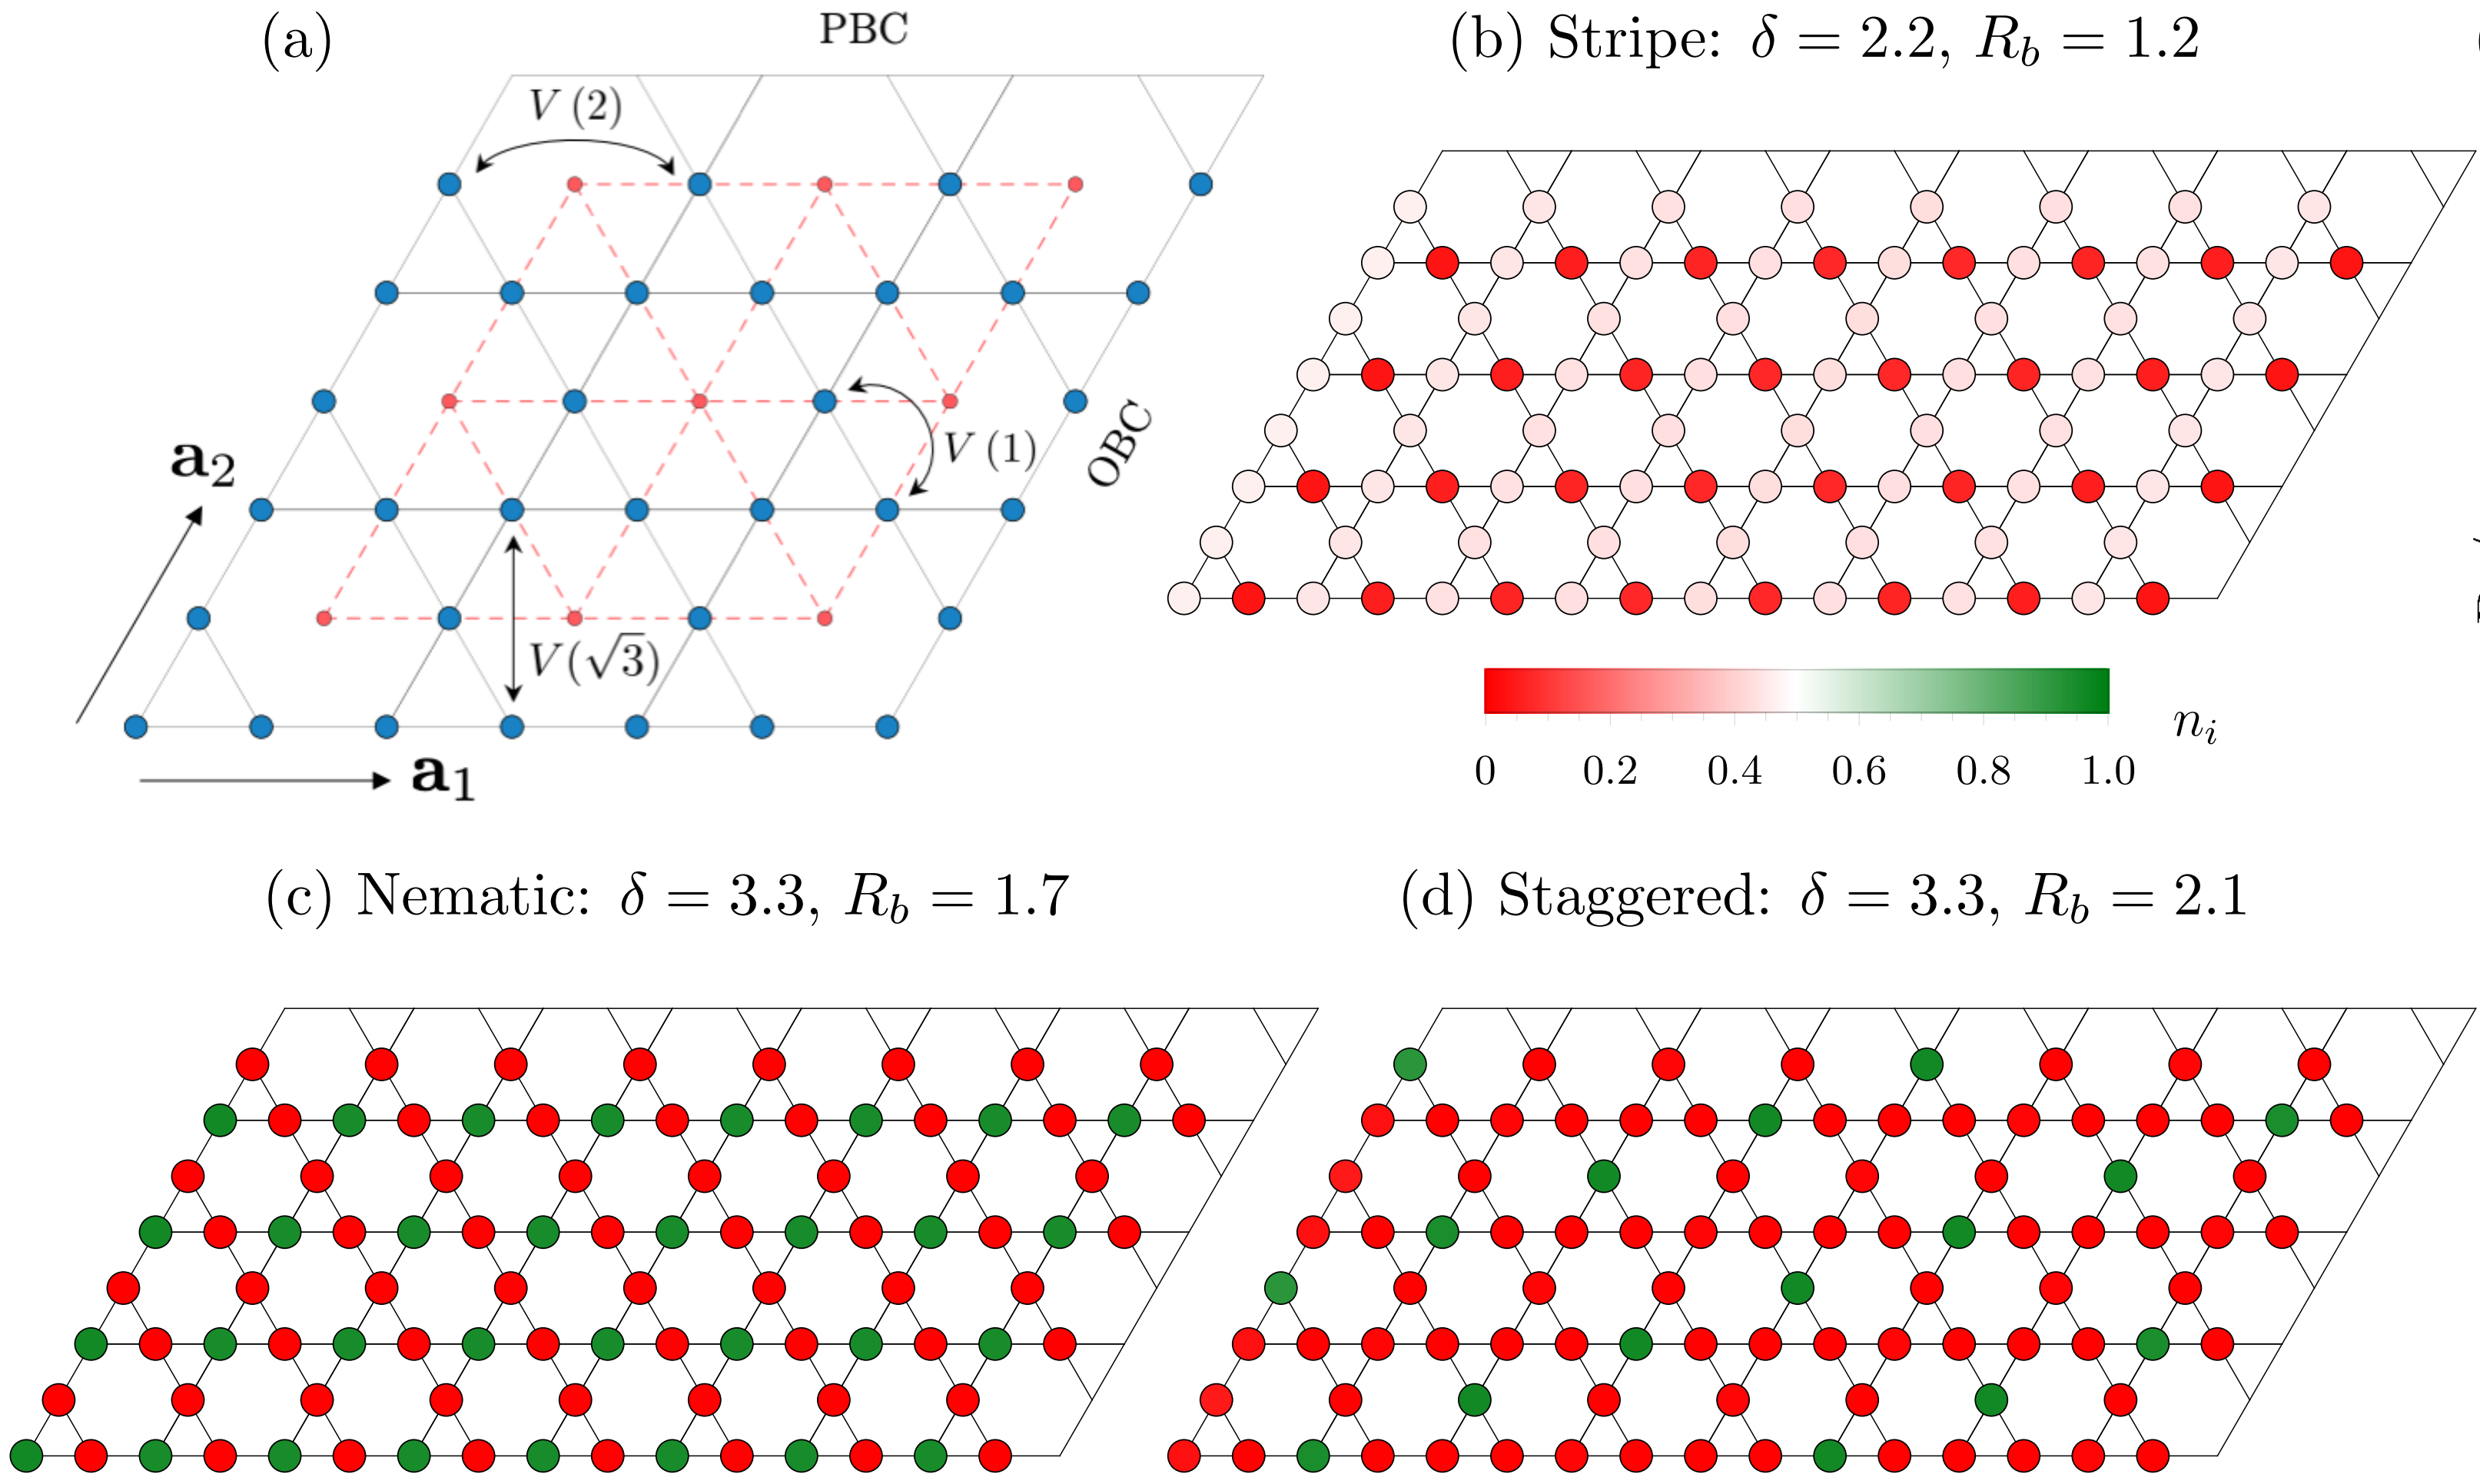 (a)
PBC
V (2)
V (1)
OBC
a₂
V(√3)
a₁
(b) Stripe: δ = 2.2, R_b = 1.2
n_i
0 0.2 0.4 0.6 0.8 1.0
(c) Nematic: δ = 3.3, R_b = 1.7
(d) Staggered: δ = 3.3, R_b = 2.1